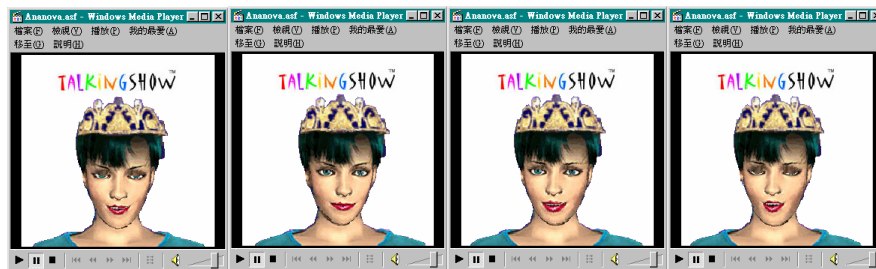 Ananova.asf - Windows Media Player
檔案(F) 檢視(V) 播放(P) 我的最愛(A)
移至(G) 說明(H)
TALKiNGSHOW™
Ananova.asf - Windows Media Player
檔案(F) 檢視(V) 播放(P) 我的最愛(A)
移至(G) 說明(H)
TALKiNGSHOW™
Ananova.asf - Windows Media Player
檔案(F) 檢視(V) 播放(P) 我的最愛(A)
移至(G) 說明(H)
TALKiNGSHOW™
Ananova.asf - Windows Media Player
檔案(F) 檢視(V) 播放(P) 我的最愛(A)
移至(G) 說明(H)
TALKiNGSHOW™